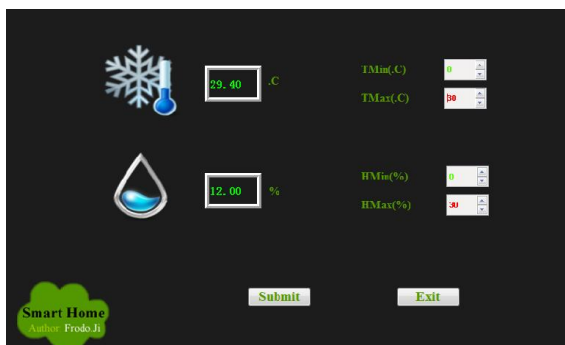 TMin(.C) 0
29.40 .C
TMax(.C) 30
HMin(%) 0
12.00 %
HMax(%) 30
Submit Exit
Smart Home
Author Frodo.Ji